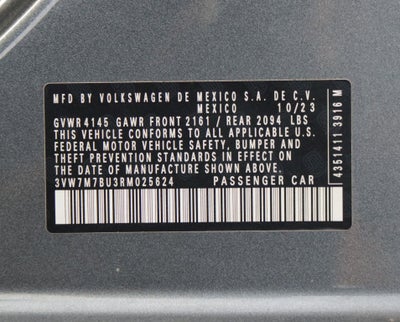 MFD BY VOLKSWAGEN DE MEXICO S.A. DE C.V.
MEXICO 10/23
GVWR 4145 GAWR FRONT 2161 / REAR 2094 LBS
THIS VEHICLE CONFORMS TO ALL APPLICABLE U.S.
FEDERAL MOTOR VEHICLE SAFETY, BUMPER AND
THEFT PREVENTION STANDARDS IN EFFECT ON THE
DATE OF MANUFACTURE SHOWN ABOVE.
3VW7M7BU3RM025624 PASSENGER CAR
4351411 3916 M